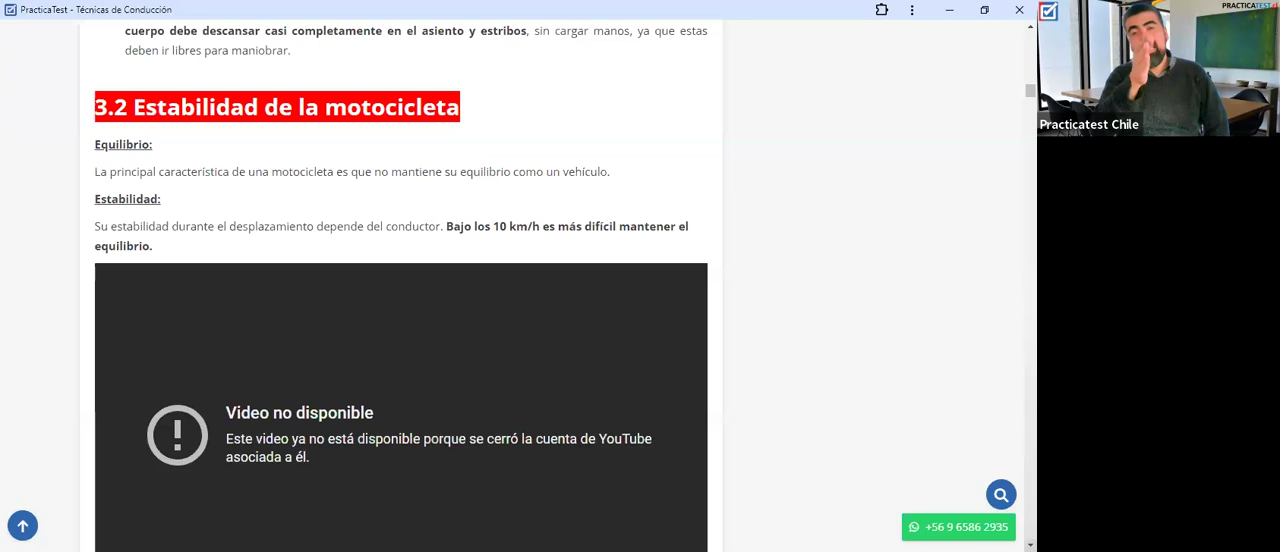 PracticaTest - Técnicas de Conducción
PRACTICATEST.cl
cuerpo debe descansar casi completamente en el asiento y estribos, sin cargar manos, ya que estas
deben ir libres para maniobrar.
3.2 Estabilidad de la motocicleta
Practicatest Chile
Equilibrio:
La principal característica de una motocicleta es que no mantiene su equilibrio como un vehículo.
Estabilidad:
Su estabilidad durante el desplazamiento depende del conductor. Bajo los 10 km/h es más difícil mantener el
equilibrio.
Video no disponible
Este video ya no está disponible porque se cerró la cuenta de YouTube
asociada a él.
+56 9 6586 2935